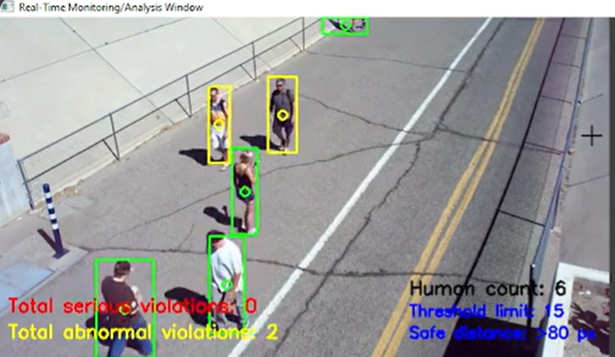 Real-Time Monitoring/Analysis Window
Human count: 6
Total serious violations: 0
Threshold limit: 15
Total abnormal violations: 2
Safe distance: >80 px